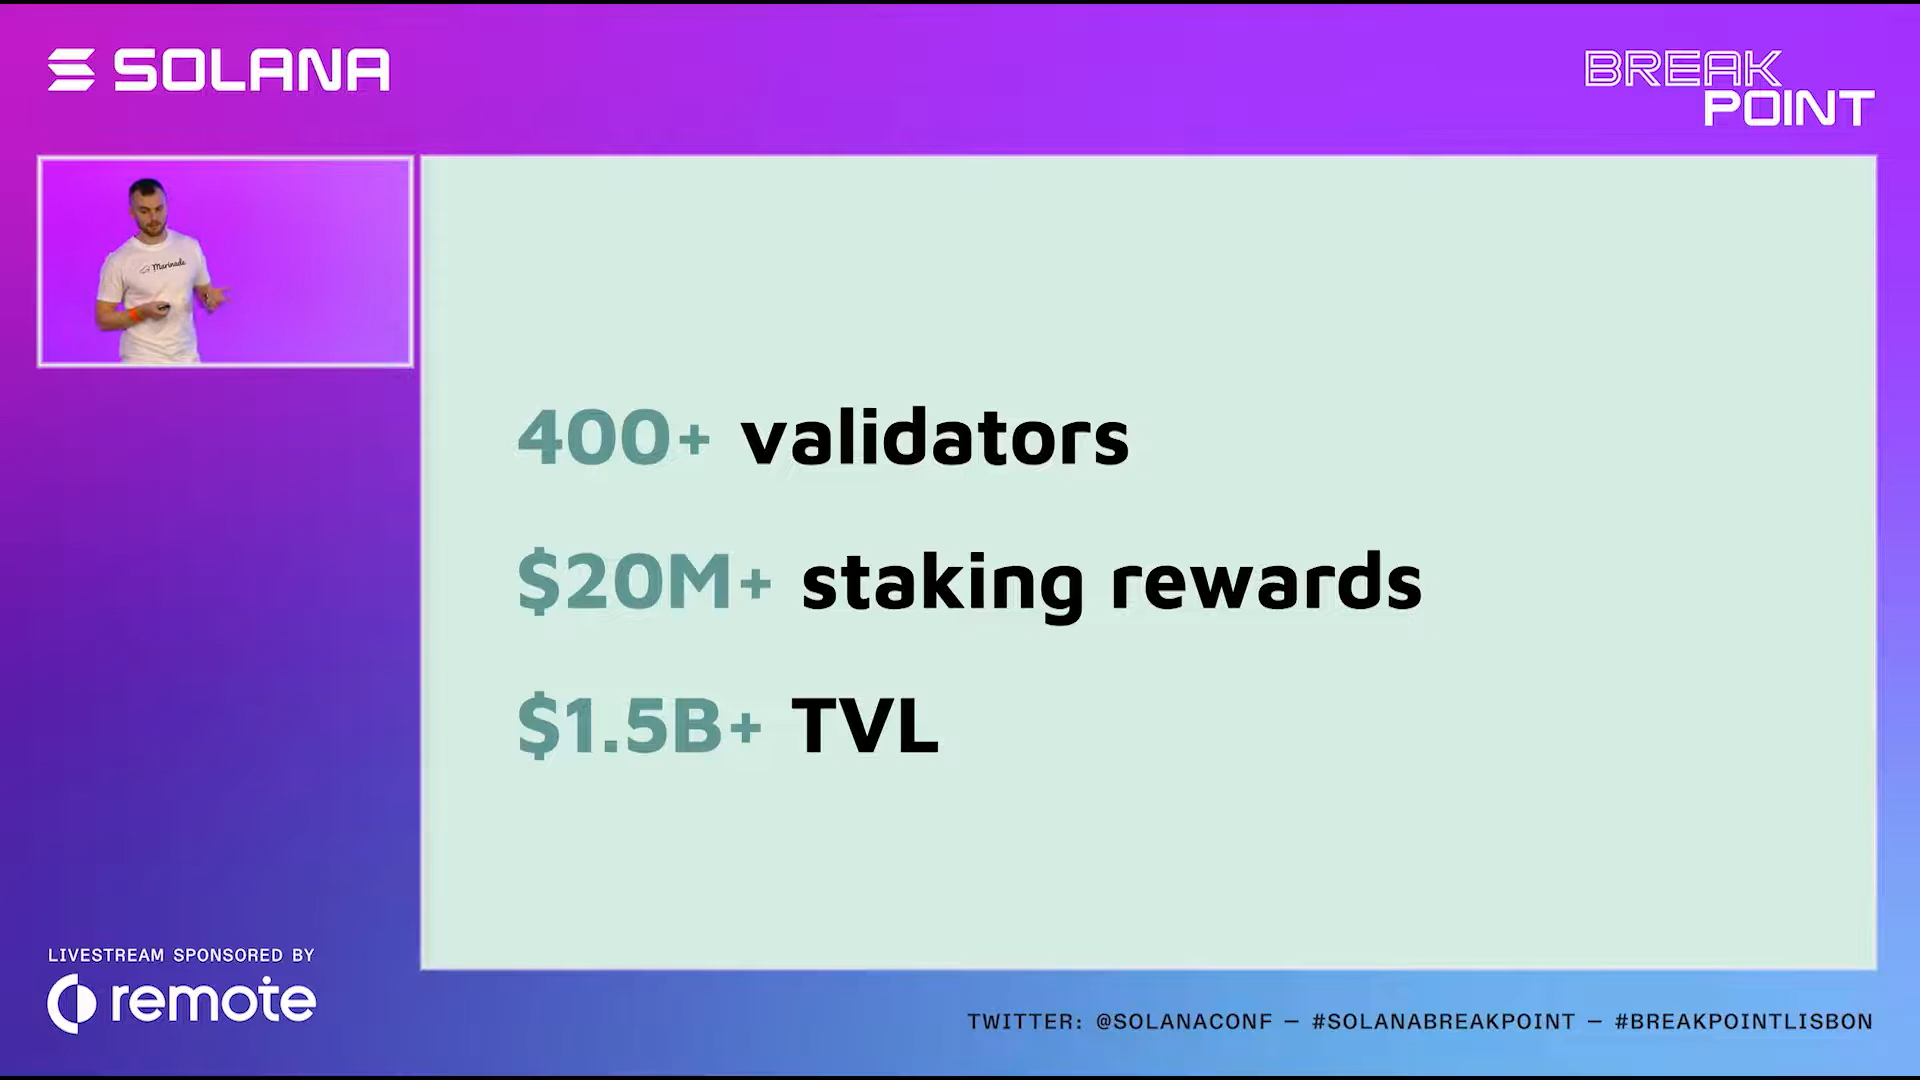 SOLANA
BREAK
POINT
Marinade
400+ validators
$20M+ staking rewards
$1.5B+ TVL
LIVESTREAM SPONSORED BY
remote
TWITTER: @SOLANACONF — #SOLANABREAKPOINT — #BREAKPOINTLISBON